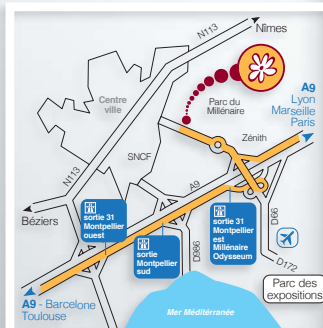 N113
Nîmes
Centre
ville
Parc du
Millénaire
A9
Lyon
Marseille
Paris
Zénith
SNCF
N113
A9
Béziers
sortie 31
Montpellier
ouest
sortie
Montpellier
sud
sortie 31
Montpellier
est
Millénaire
Odysseum
D66
D986
D172
Parc des
expositions
A9 - Barcelone
Toulouse
Mer Méditérranée